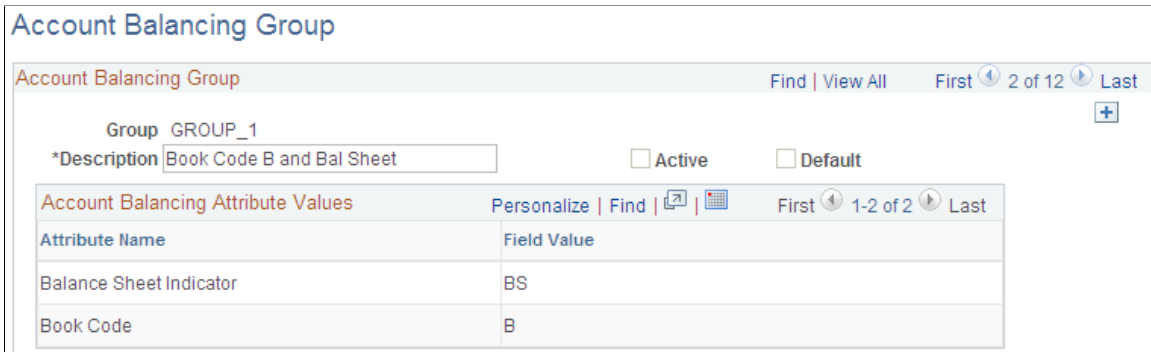 Account Balancing Group
Account Balancing Group Find | View All First 2 of 12 Last
Group GROUP_1
*Description Book Code B and Bal Sheet Active Default
Account Balancing Attribute Values Personalize | Find | | First 1-2 of 2 Last
Attribute Name Field Value
Balance Sheet Indicator BS
Book Code B